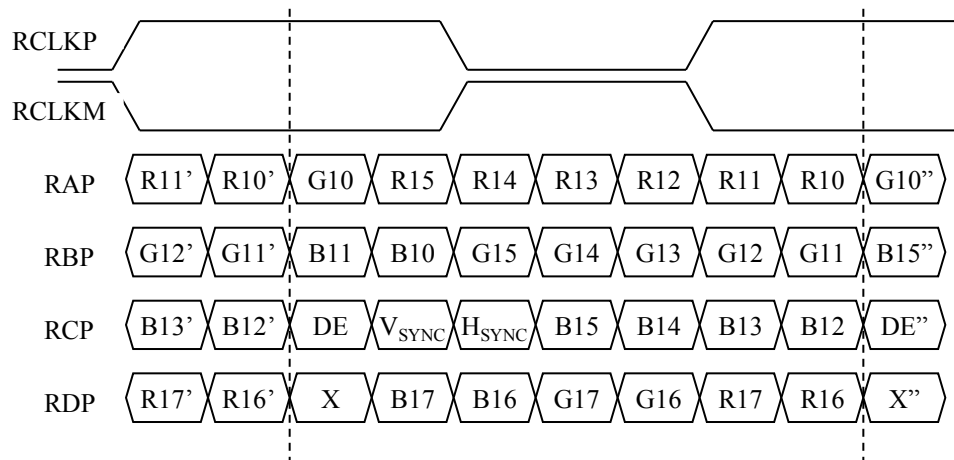 RCLKP
RCLKM
RAP R11’ R10’ G10 R15 R14 R13 R12 R11 R10 G10”
RBP G12’ G11’ B11 B10 G15 G14 G13 G12 G11 B15”
RCP B13’ B12’ DE VSYNC HSYNC B15 B14 B13 B12 DE”
RDP R17’ R16’ X B17 B16 G17 G16 R17 R16 X”